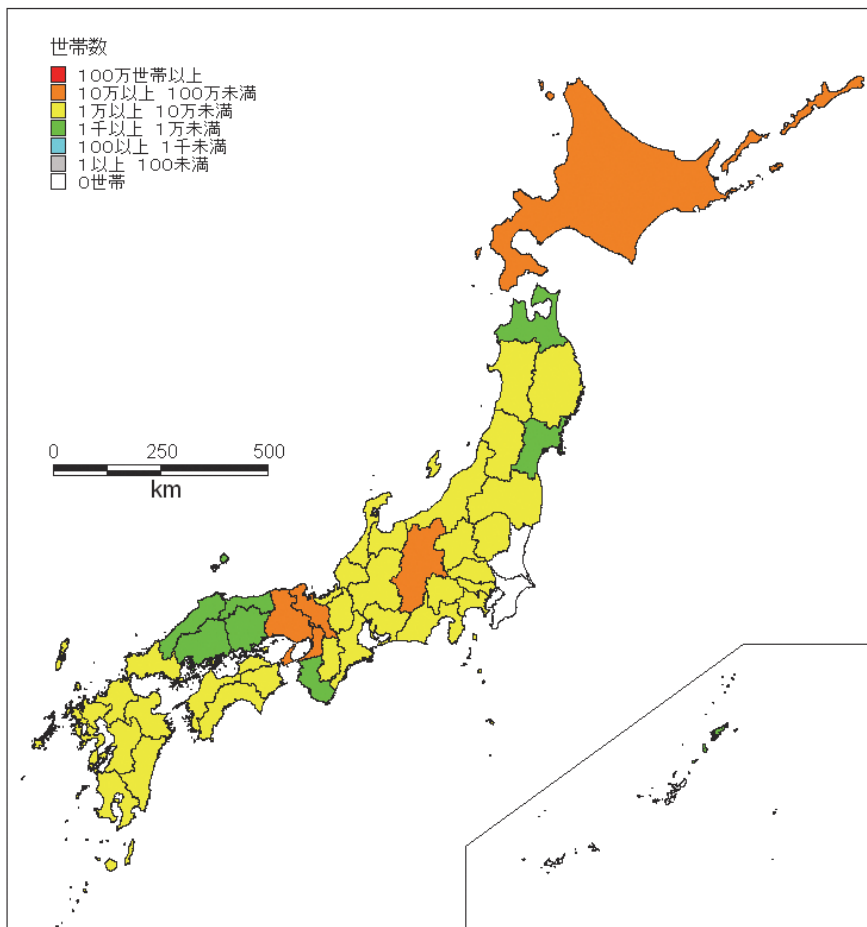 世帯数
100万世帯以上
10万以上 100万未満
1万以上 10万未満
1千以上 1万未満
100以上 1千未満
1以上 100未満
0世帯
0 250 500
km